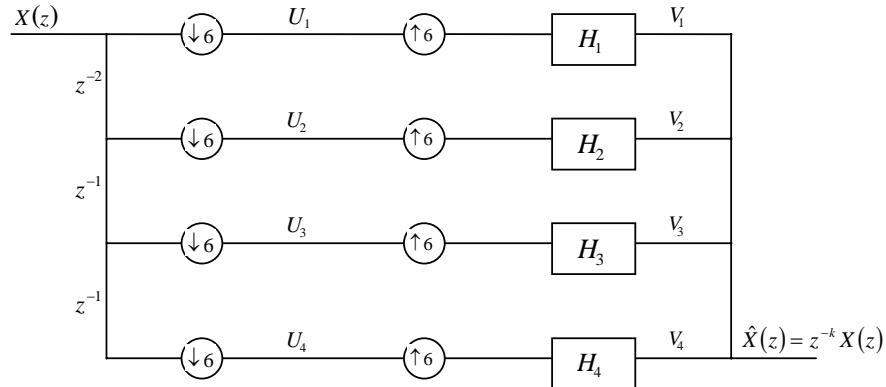 X(z) ↓6 U₁ ↑6 H₁ V₁
z⁻²
↓6 U₂ ↑6 H₂ V₂
z⁻¹
↓6 U₃ ↑6 H₃ V₃
z⁻¹
↓6 U₄ ↑6 H₄ V₄ X̂(z) = z⁻ᵏ X(z)